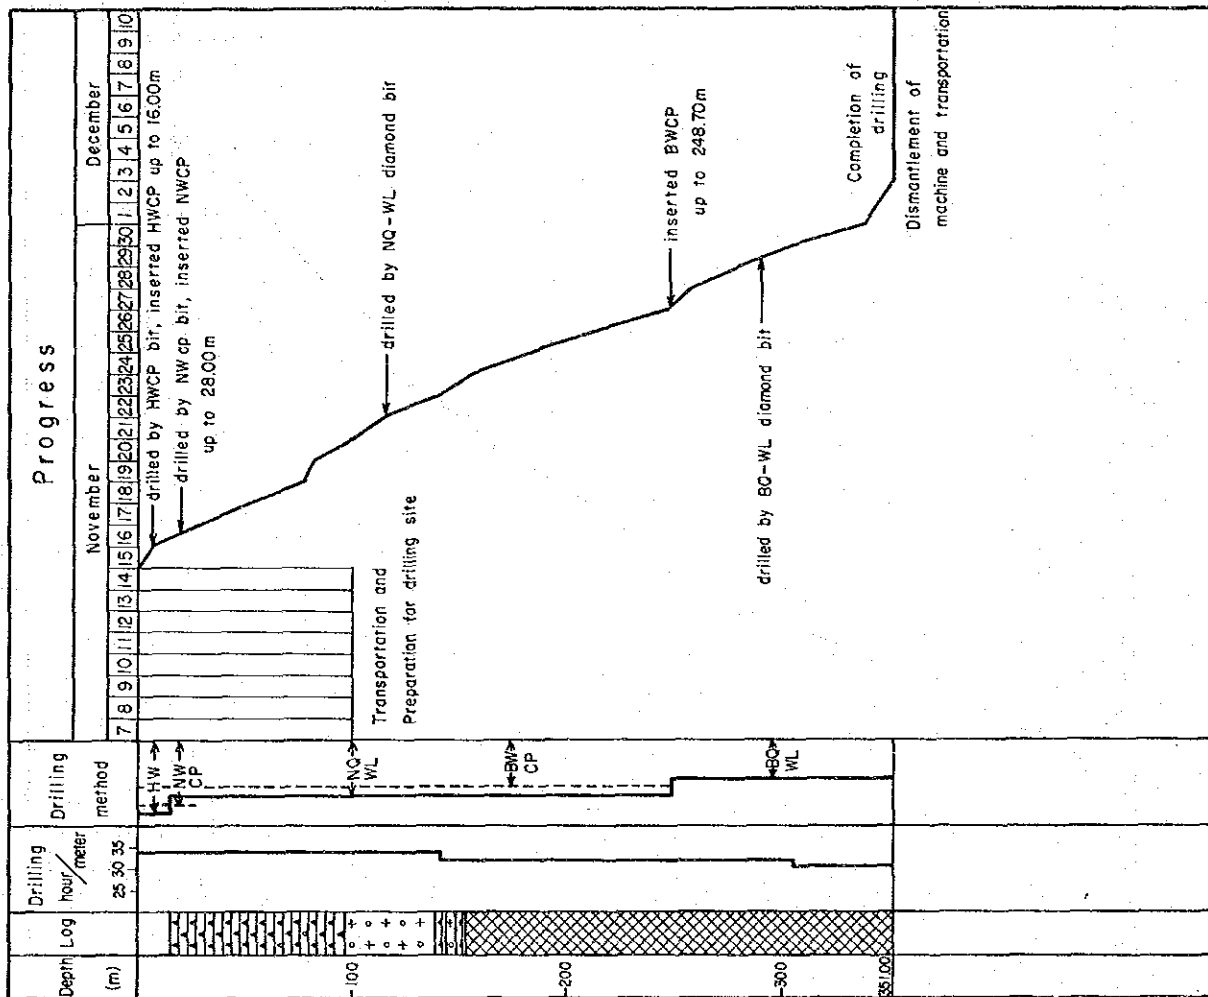 Progress
November
December
7 8 9 10 11 12 13 14 15 16 17 18 19 20 21 22 23 24 25 26 27 28 29 30 1 2 3 4 5 6 7 8 9 10
drilled by HWCP bit, inserted HWCP up to 16.00m
drilled by NWcp bit, inserted NWCP
up to 28.00m
drilled by NQ-WL diamond bit
inserted BWCP
up to 248.70m
drilled by BQ-WL diamond bit
Completion of
drilling
Dismantlement of
machine and transportation
Transportation and
Preparation for drilling site
Drilling
method
HW
NW
CP
NQ
WL
BW
CP
BQ
WL
Drilling
hour/meter
25 30 35
Log
Depth
(m)
100
200
300
351.00